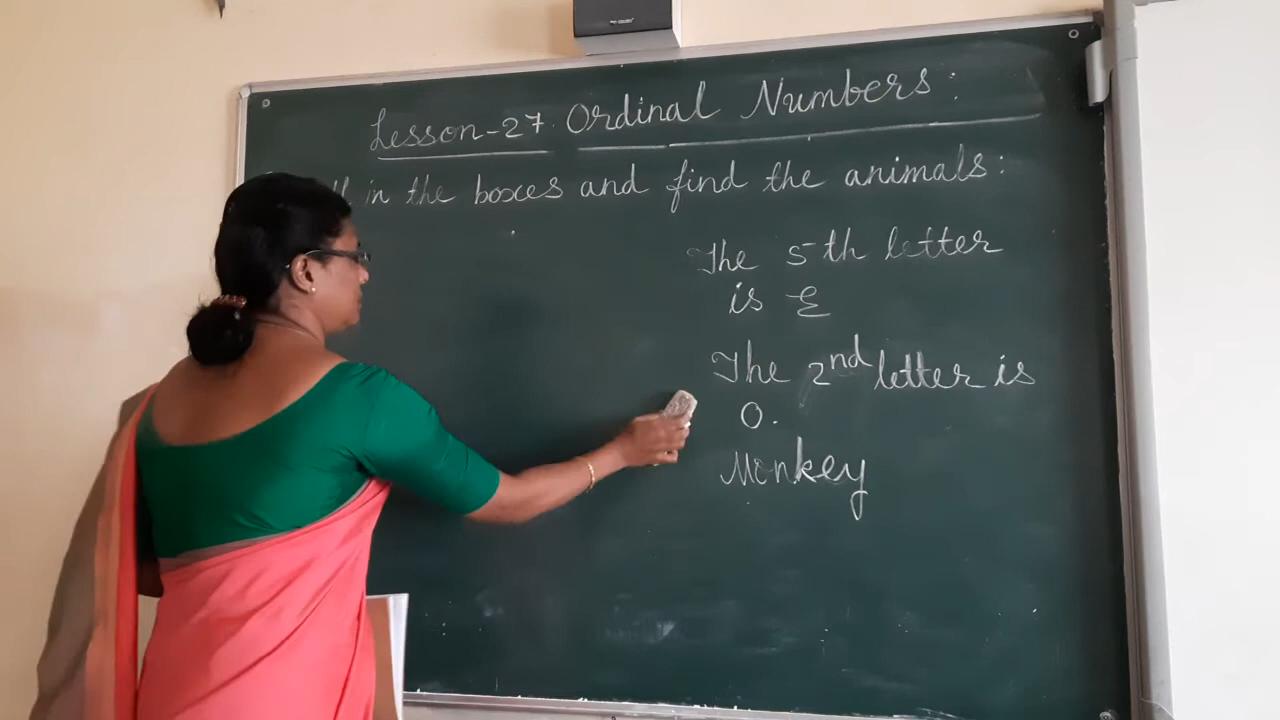 Lesson-27. Ordinal Numbers:
in the boxes and find the animals:
The 5th letter
is E
The 2nd letter is
O.
Monkey